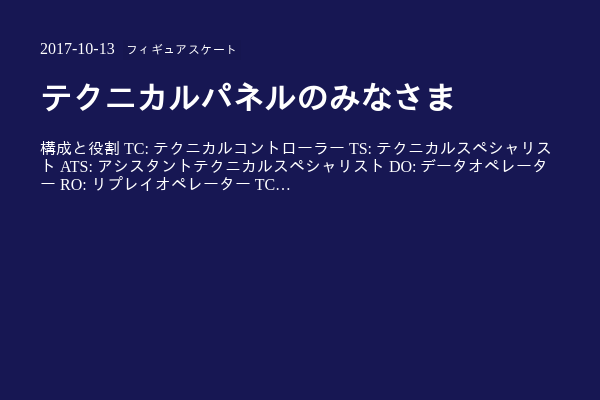 2017-10-13 フィギュアスケート
テクニカルパネルのみなさま
構成と役割 TC: テクニカルコントローラー TS: テクニカルスペシャリス
ト ATS: アシスタントテクニカルスペシャリスト DO: データオペレータ
ー RO: リプレイオペレーター TC…